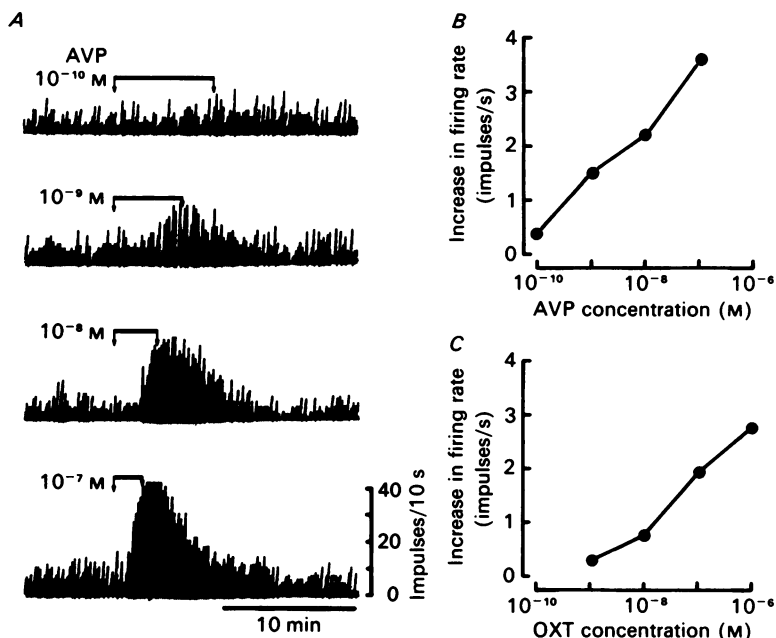 A
AVP
10⁻¹⁰ M
10⁻⁹ M
10⁻⁸ M
10⁻⁷ M
40
20
0
Impulses/10 s
10 min
B
4
3
2
1
0
Increase in firing rate
(impulses/s)
10⁻¹⁰ 10⁻⁸ 10⁻⁶
AVP concentration (M)
C
4
3
2
1
0
Increase in firing rate
(impulses/s)
10⁻¹⁰ 10⁻⁸ 10⁻⁶
OXT concentration (M)